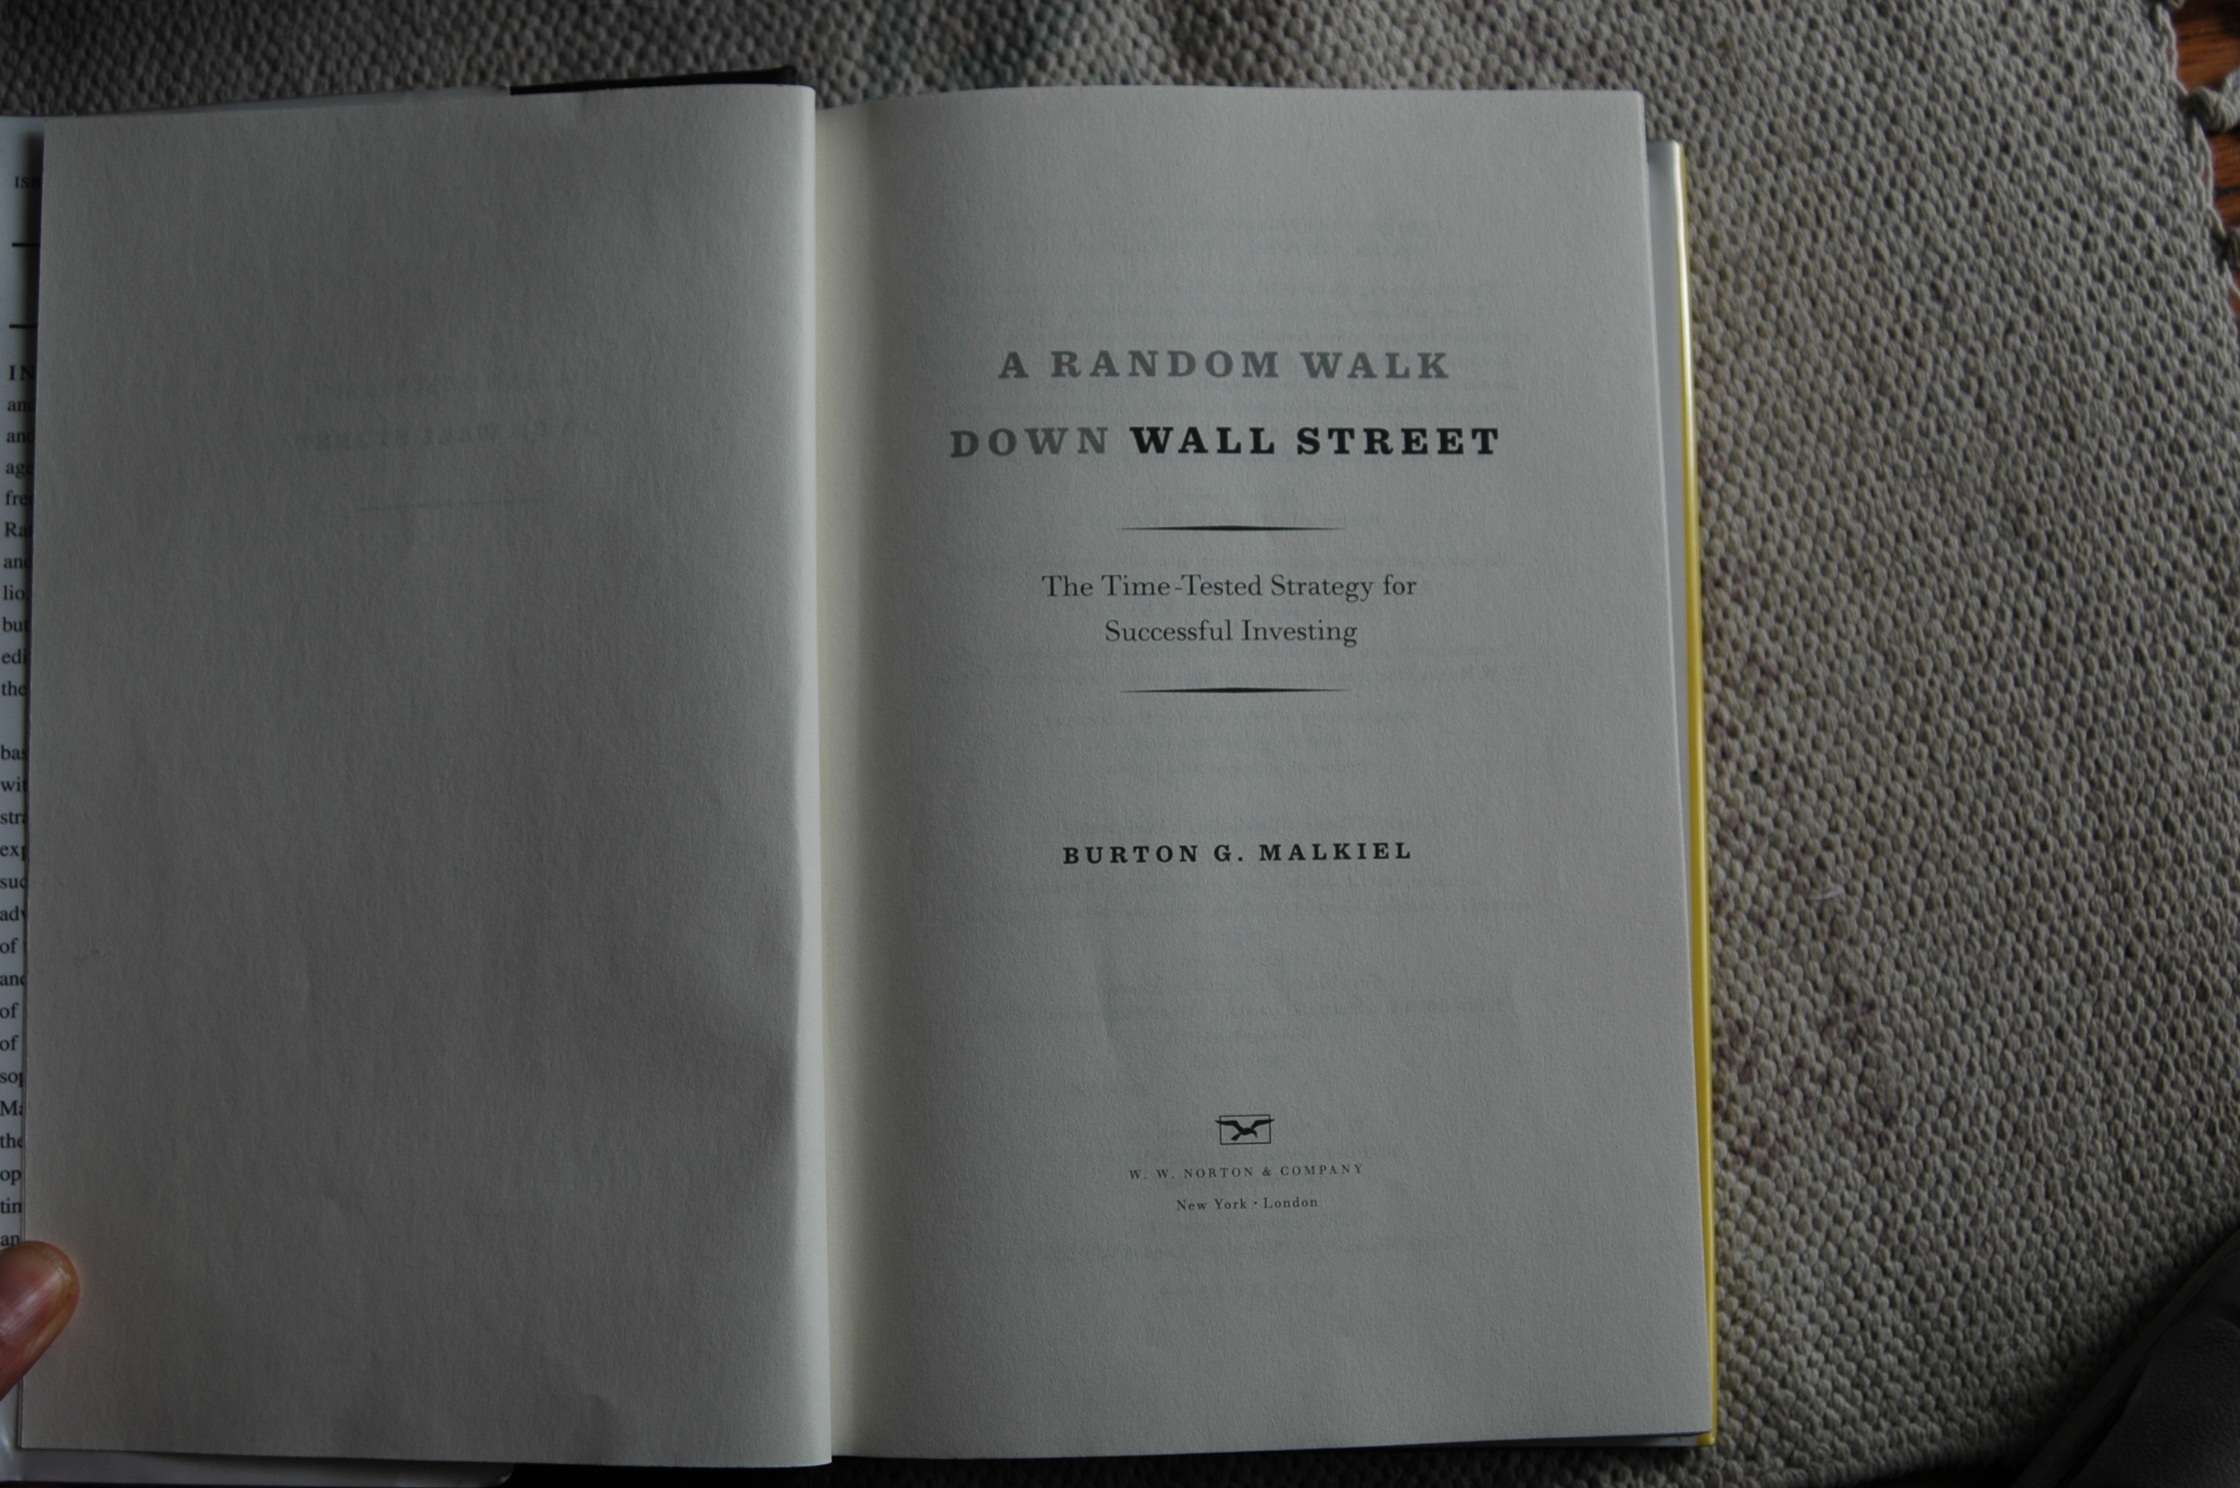 A RANDOM WALK
DOWN WALL STREET
The Time-Tested Strategy for
Successful Investing
BURTON G. MALKIEL
W. W. NORTON & COMPANY
New York · London